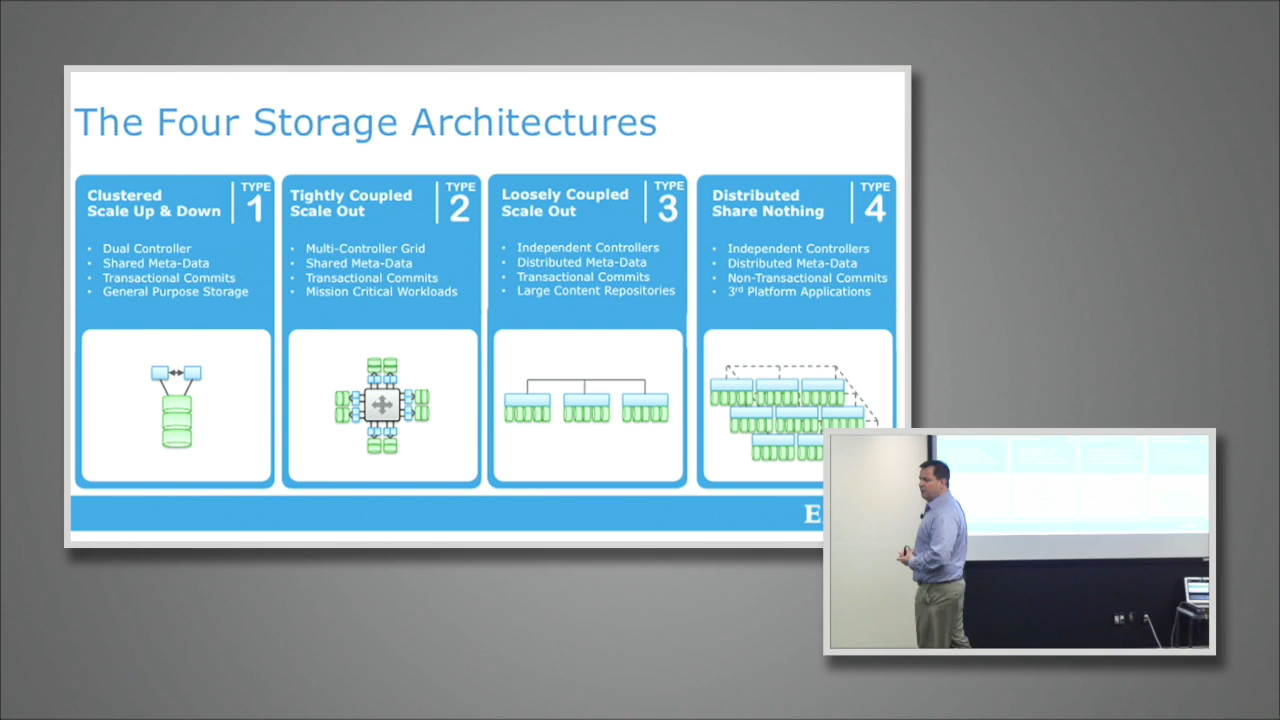 The Four Storage Architectures
Clustered
Scale Up & Down
TYPE
1
• Dual Controller
• Shared Meta-Data
• Transactional Commits
• General Purpose Storage
Tightly Coupled
Scale Out
TYPE
2
• Multi-Controller Grid
• Shared Meta-Data
• Transactional Commits
• Mission Critical Workloads
Loosely Coupled
Scale Out
TYPE
3
• Independent Controllers
• Distributed Meta-Data
• Transactional Commits
• Large Content Repositories
Distributed
Share Nothing
TYPE
4
• Independent Controllers
• Distributed Meta-Data
• Non-Transactional Commits
• 3rd Platform Applications